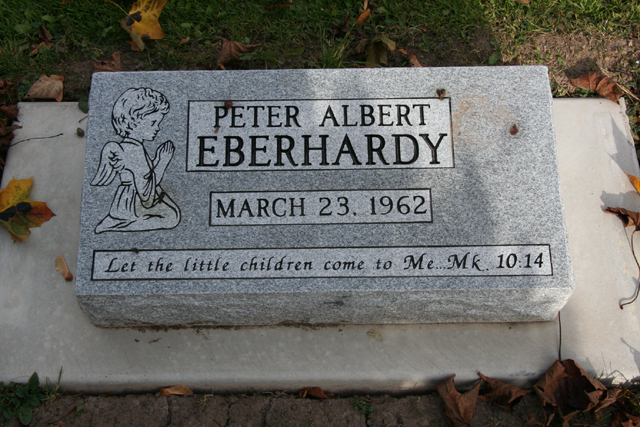 PETER ALBERT
EBERHARDY
MARCH 23, 1962
Let the little children come to Me...Mk. 10:14